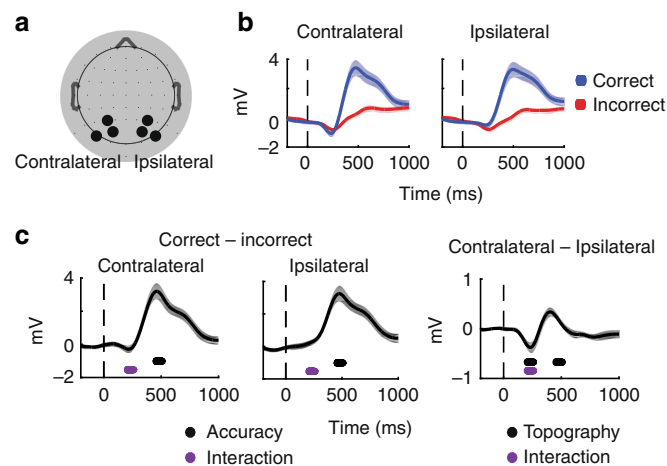 a
Contralateral Ipsilateral
b
Contralateral Ipsilateral
4
mV
0
−2
0 500 1000 0 500 1000
Time (ms)
Correct
Incorrect
c
Correct – incorrect
Contralateral Ipsilateral
4
mV
0
−2
0 500 1000 0 500 1000
Accuracy
Interaction
Time (ms)
Contralateral – Ipsilateral
1
mV
0
−1
0 500 1000
Topography
Interaction